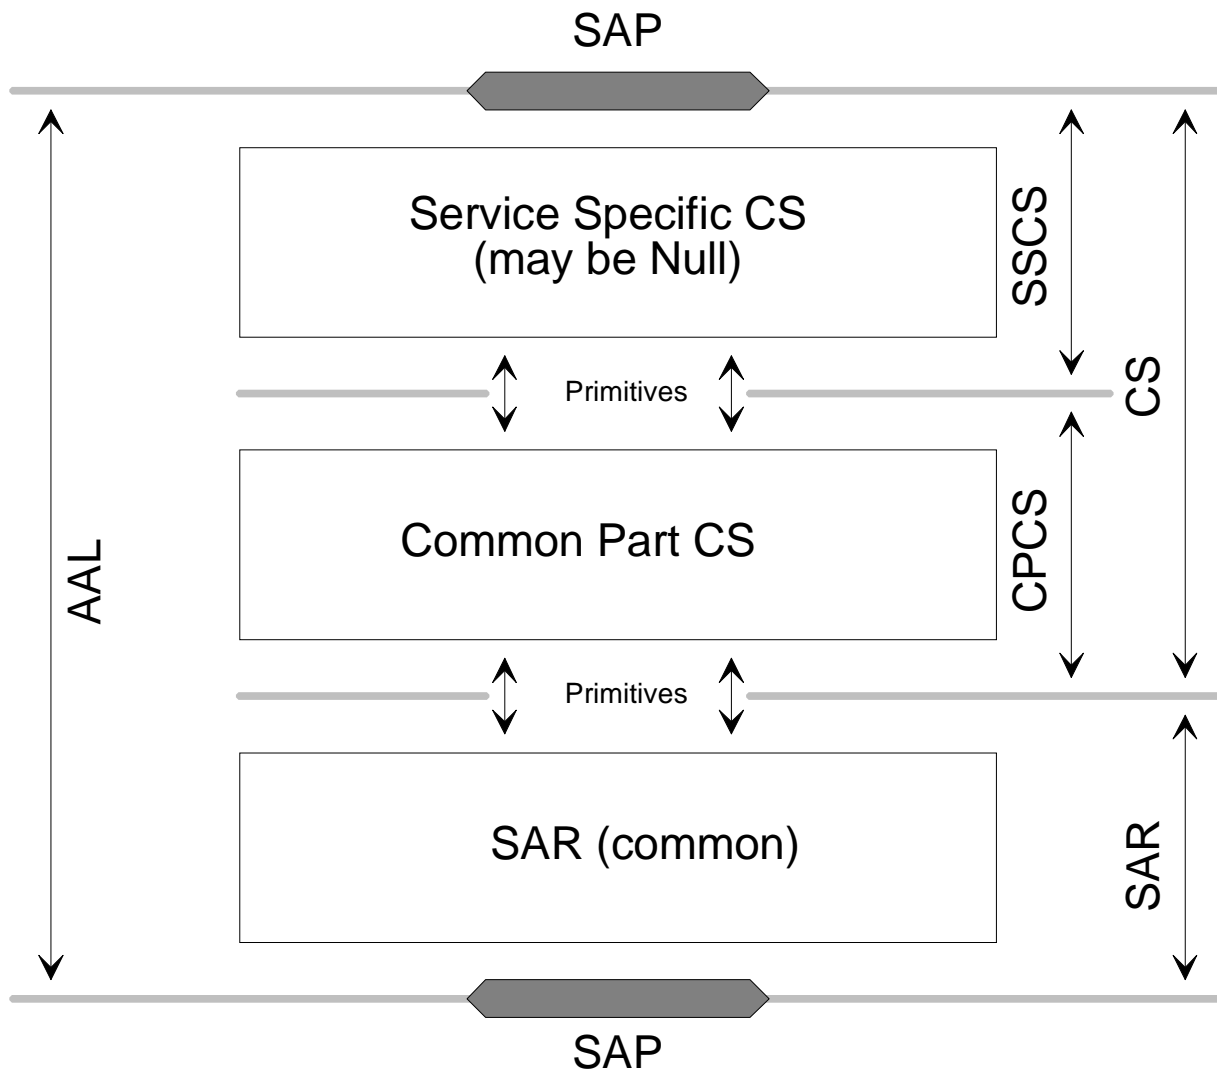 SAP
Service Specific CS
(may be Null)
SSCS
Primitives
CS
Common Part CS
CPCS
AAL
Primitives
SAR (common)
SAR
SAP